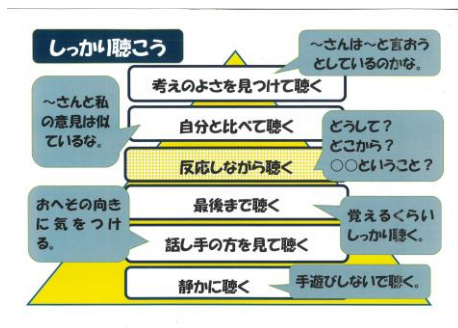 しっかり聴こう
～さんは～と言おう
としているのかな。
考えのよさを見つけて聴く
～さんと私
の意見は似
ているな。
自分と比べて聴く
どうして？
どこから？
○○ということ？
反応しながら聴く
おへその向き
に気をつけ
る。
最後まで聴く
覚えるくらい
しっかり聴く。
話し手の方を見て聴く
静かに聴く
手遊びしないで聴く。